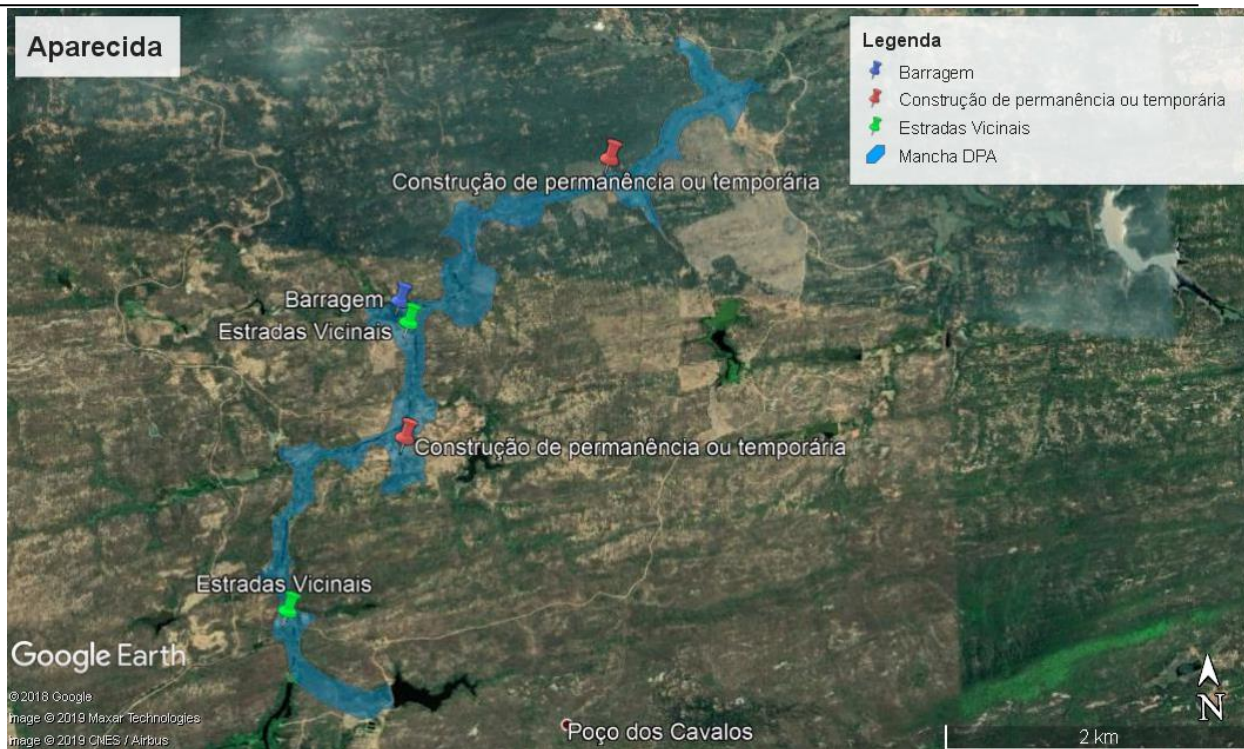 Aparecida
Legenda
Barragem
Construção de permanência ou temporária
Estradas Vicinais
Mancha DPA
Construção de permanência ou temporária
Barragem
Estradas Vicinais
Construção de permanência ou temporária
Estradas Vicinais
Google Earth
© 2018 Google
Image © 2019 Maxar Technologies
Image © 2019 CNES / Airbus
Poço dos Cavalos
2 km
N